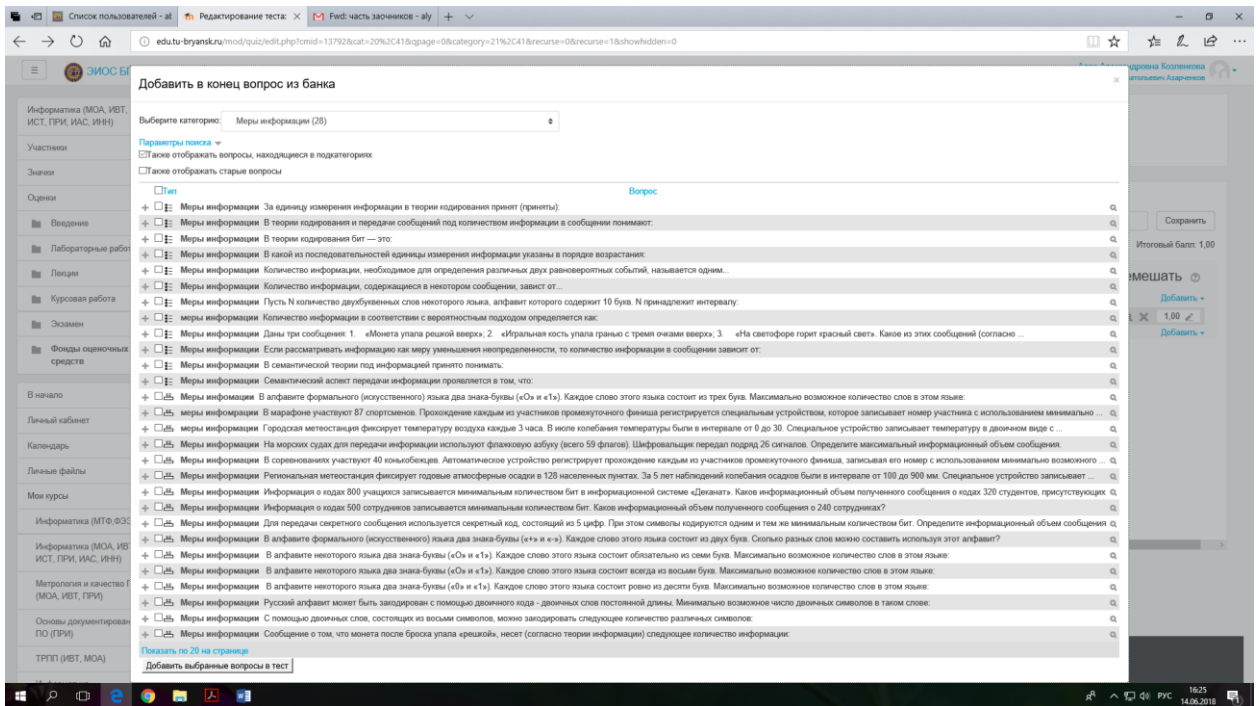 Список пользователей - al
Редактирование теста:
Fwd: часть заочников - aly
edu.tu-bryansk.ru/mod/quiz/edit.php?cmid=13792&cat=20%2C41&qpage=0&category=21%2C41&recurse=0&recurse=1&showhidden=0
ЭИОС БГ
Добавить в конец вопрос из банка
Выберите категорию: Меры информации (28)
Параметры поиска
Также отображать вопросы, находящиеся в подкатегориях
Также отображать старые вопросы
Тип Вопрос
Меры информации За единицу измерения информации в теории кодирования принят (приняты):
Меры информации В теории кодирования и передачи сообщений под количеством информации в сообщении понимают:
Меры информации В теории кодирования бит — это:
Меры информации В какой из последовательностей единицы измерения информации указаны в порядке возрастания:
Меры информации Количество информации, необходимое для определения различных двух равновероятных событий, называется одним...
Меры информации Количество информации, содержащиеся в некотором сообщении, завист от...
Меры информации Пусть N количество двухбуквенных слов некоторого языка, алфавит которого содержит 10 букв. N принадлежит интервалу:
меры информации Количество информации в соответствии с вероятностным подходом определяется как:
Меры информации Даны три сообщения: 1. «Монета упала решкой вверх»; 2. «Игральная кость упала гранью с тремя очками вверх»; 3. «На светофоре горит красный свет». Какое из этих сообщений (согласно ...
Меры информации Если рассматривать информацию как меру уменьшения неопределенности, то количество информации в сообщении зависит от:
Меры информации В семантической теории под информацией принято понимать:
Меры информации Семантический аспект передачи информации проявляется в том, что:
Меры инфомации В алфавите формального (искусственного) языка два знака-буквы («О» и «1»). Каждое слово этого языка состоит из трех букв. Максимально возможное количество слов в этом языке:
меры инфомрации В марафоне участвуют 87 спортсменов. Прохождение каждым из участников промежуточного финиша регистрируется специальным устройством, которое записывает номер участника с использованием минимально ...
меры информации Городская метеостанция фиксирует температуру воздуха каждые 3 часа. В июле колебания температуры были в интервале от 0 до 30. Специальное устройство записывает температуру в двоичном виде с ...
Меры информации На морских судах для передачи информации используют флажковую азбуку (всего 59 флагов). Шифровальщик передал подряд 26 сигналов. Определите максимальный информационный объем сообщения.
Меры информации В соревнованиях участвуют 40 конькобежцев. Автоматическое устройство регистрирует прохождение каждым из участников промежуточного финиша, записывая его номер с использованием минимально возможного ...
Меры информации Региональная метеостанция фиксирует годовые атмосферные осадки в 128 населенных пунктах. За 5 лет наблюдений колебания осадков были в интервале от 100 до 900 мм. Специальное устройство записывает ...
Меры информации Информация о кодах 800 учащихся записывается минимальным количеством бит в информационной системе «Деканат». Каков информационный объем полученного сообщения о кодах 320 студентов, присутствующих
Меры информации Информация о кодах 500 сотрудников записывается минимальным количеством бит. Каков информационный объем полученного сообщения о 240 сотрудниках?
Меры информации Для передачи секретного сообщения используется секретный код, состоящий из 5 цифр. При этом символы кодируются одним и тем же минимальным количеством бит. Определите информационный объем сообщения
Меры информации В алфавите формального (искусственного) языка два знака-буквы («+» и «-»). Каждое слово этого языка состоит из двух букв. Сколько разных слов можно составить используя этот алфавит?
Меры информации В алфавите некоторого языка два знака-буквы («О» и «1»). Каждое слово этого языка состоит обязательно из семи букв. Максимально возможное количество слов в этом языке:
Меры информации В алфавите некоторого языка два знака-буквы («О» и «1»). Каждое слово этого языка состоит всегда из восьми букв. Максимально возможное количество слов в этом языке:
Меры информации В алфавите некоторого языка два знака-буквы («0» и «1»). Каждое слово этого языка состоит ровно из десяти букв. Максимально возможное количество слов в этом языке:
Меры информации Русский алфавит может быть закодирован с помощью двоичного кода - двоичных слов постоянной длины. Минимально возможное число двоичных символов в таком слове:
Меры информации С помощью двоичных слов, состоящих из восьми символов, можно закодировать следующее количество различных символов:
Меры информации Сообщение о том, что монета после броска упала «решкой», несет (согласно теории информации) следующее количество информации:
Показать по 20 на странице
Добавить выбранные вопросы в тест
Информатика (МОА, ИВТ,
ИСТ, ПРИ, ИАС, ИНН)
Участники
Значки
Оценки
Введение
Лабораторные работ
Лекции
Курсовая работа
Экзамен
Фонды оценочных
средств
В начало
Личный кабинет
Календарь
Личные файлы
Мои курсы
Информатика (МТФ,ФЭЭ
Информатика (МОА, ИВ
ИСТ, ПРИ, ИАС, ИНН)
Метрология и качество П
(МОА, ИВТ, ПРИ)
Основы документирован
ПО (ПРИ)
ТРПП (ИВТ, МОА)
ндровна Козленкова
атольевич Азарченков
Сохранить
Итоговый балл: 1,00
емешать
Добавить
1,00
Добавить
РУС
16:25
14.06.2018